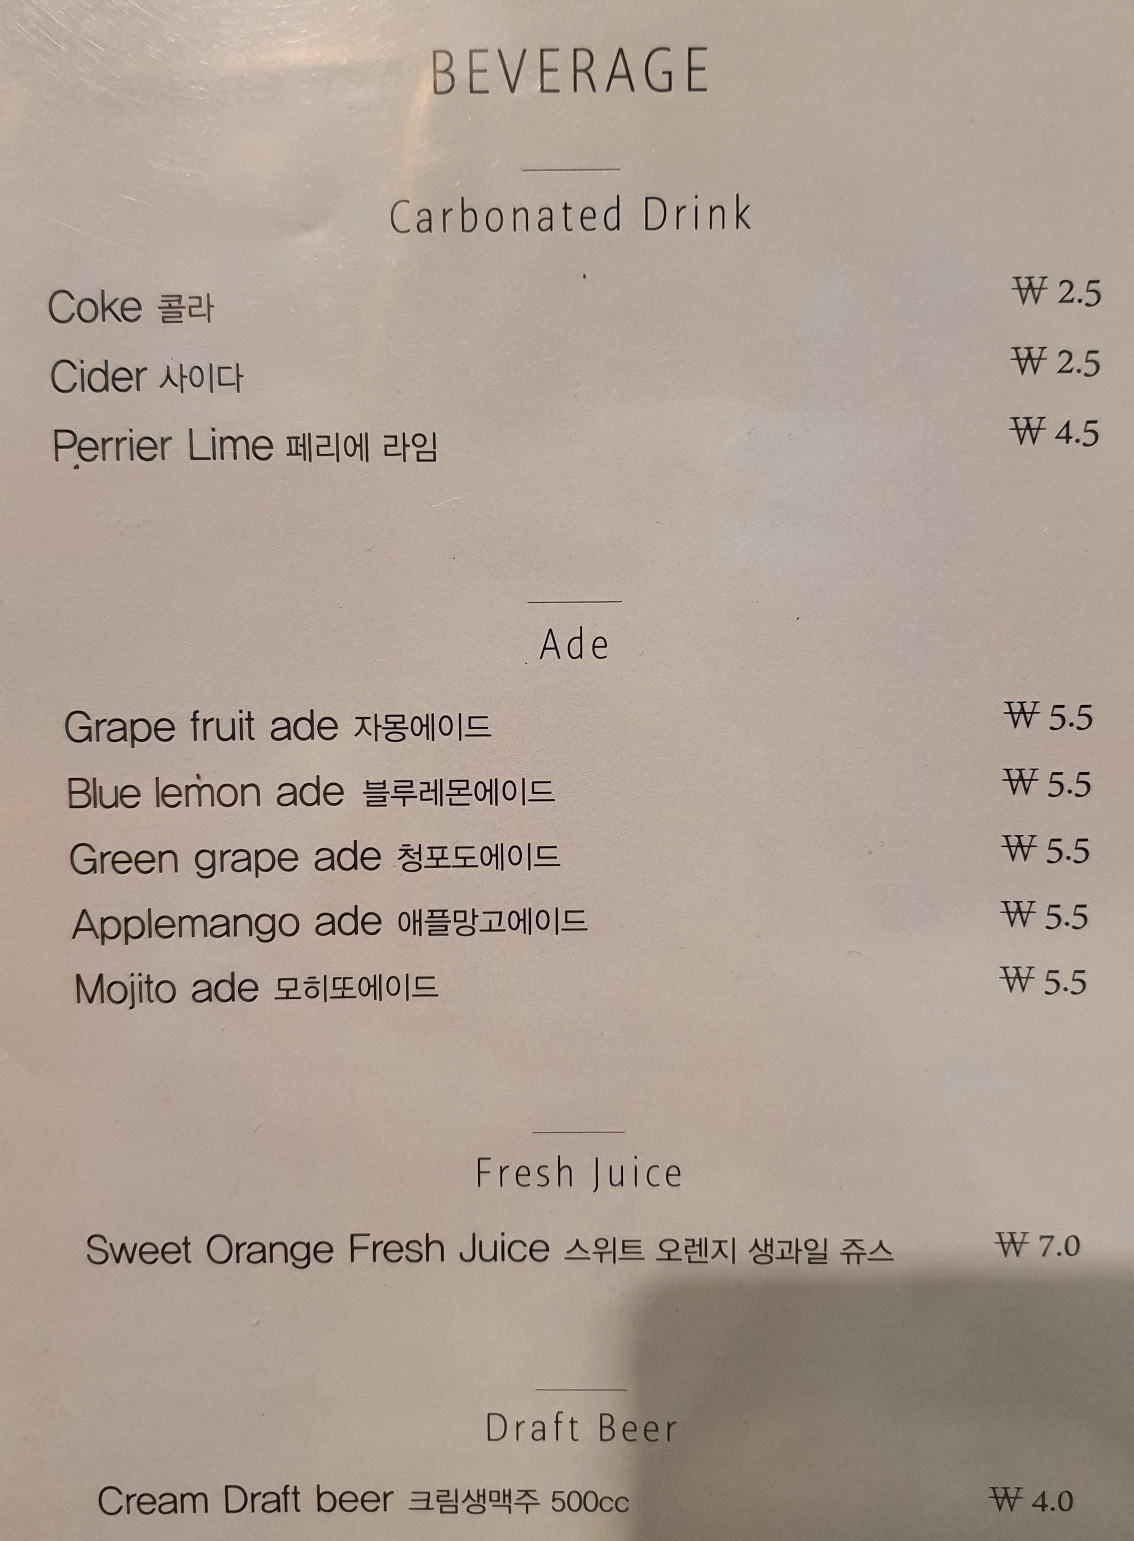 BEVERAGE
Carbonated Drink
Coke 콜라 ₩ 2.5
Cider 사이다 ₩ 2.5
Perrier Lime 페리에 라임 ₩ 4.5
Ade
Grape fruit ade 자몽에이드 ₩ 5.5
Blue lemon ade 블루레몬에이드 ₩ 5.5
Green grape ade 청포도에이드 ₩ 5.5
Applemango ade 애플망고에이드 ₩ 5.5
Mojito ade 모히또에이드 ₩ 5.5
Fresh Juice
Sweet Orange Fresh Juice 스위트 오렌지 생과일 쥬스 ₩ 7.0
Draft Beer
Cream Draft beer 크림생맥주 500cc ₩ 4.0